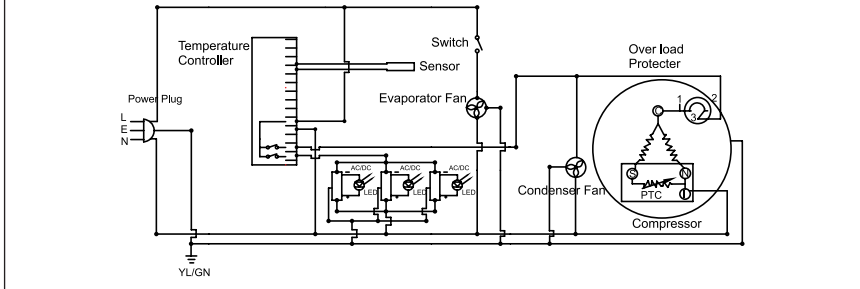 Temperature
Controller
Switch
Sensor
Over load
Protecter
Evaporator Fan
Power Plug
L
E
N
1
2
3
C
AC/DC
AC/DC
AC/DC
LED
LED
LED
S
N
PTC
Condenser Fan
Compressor
YL/GN